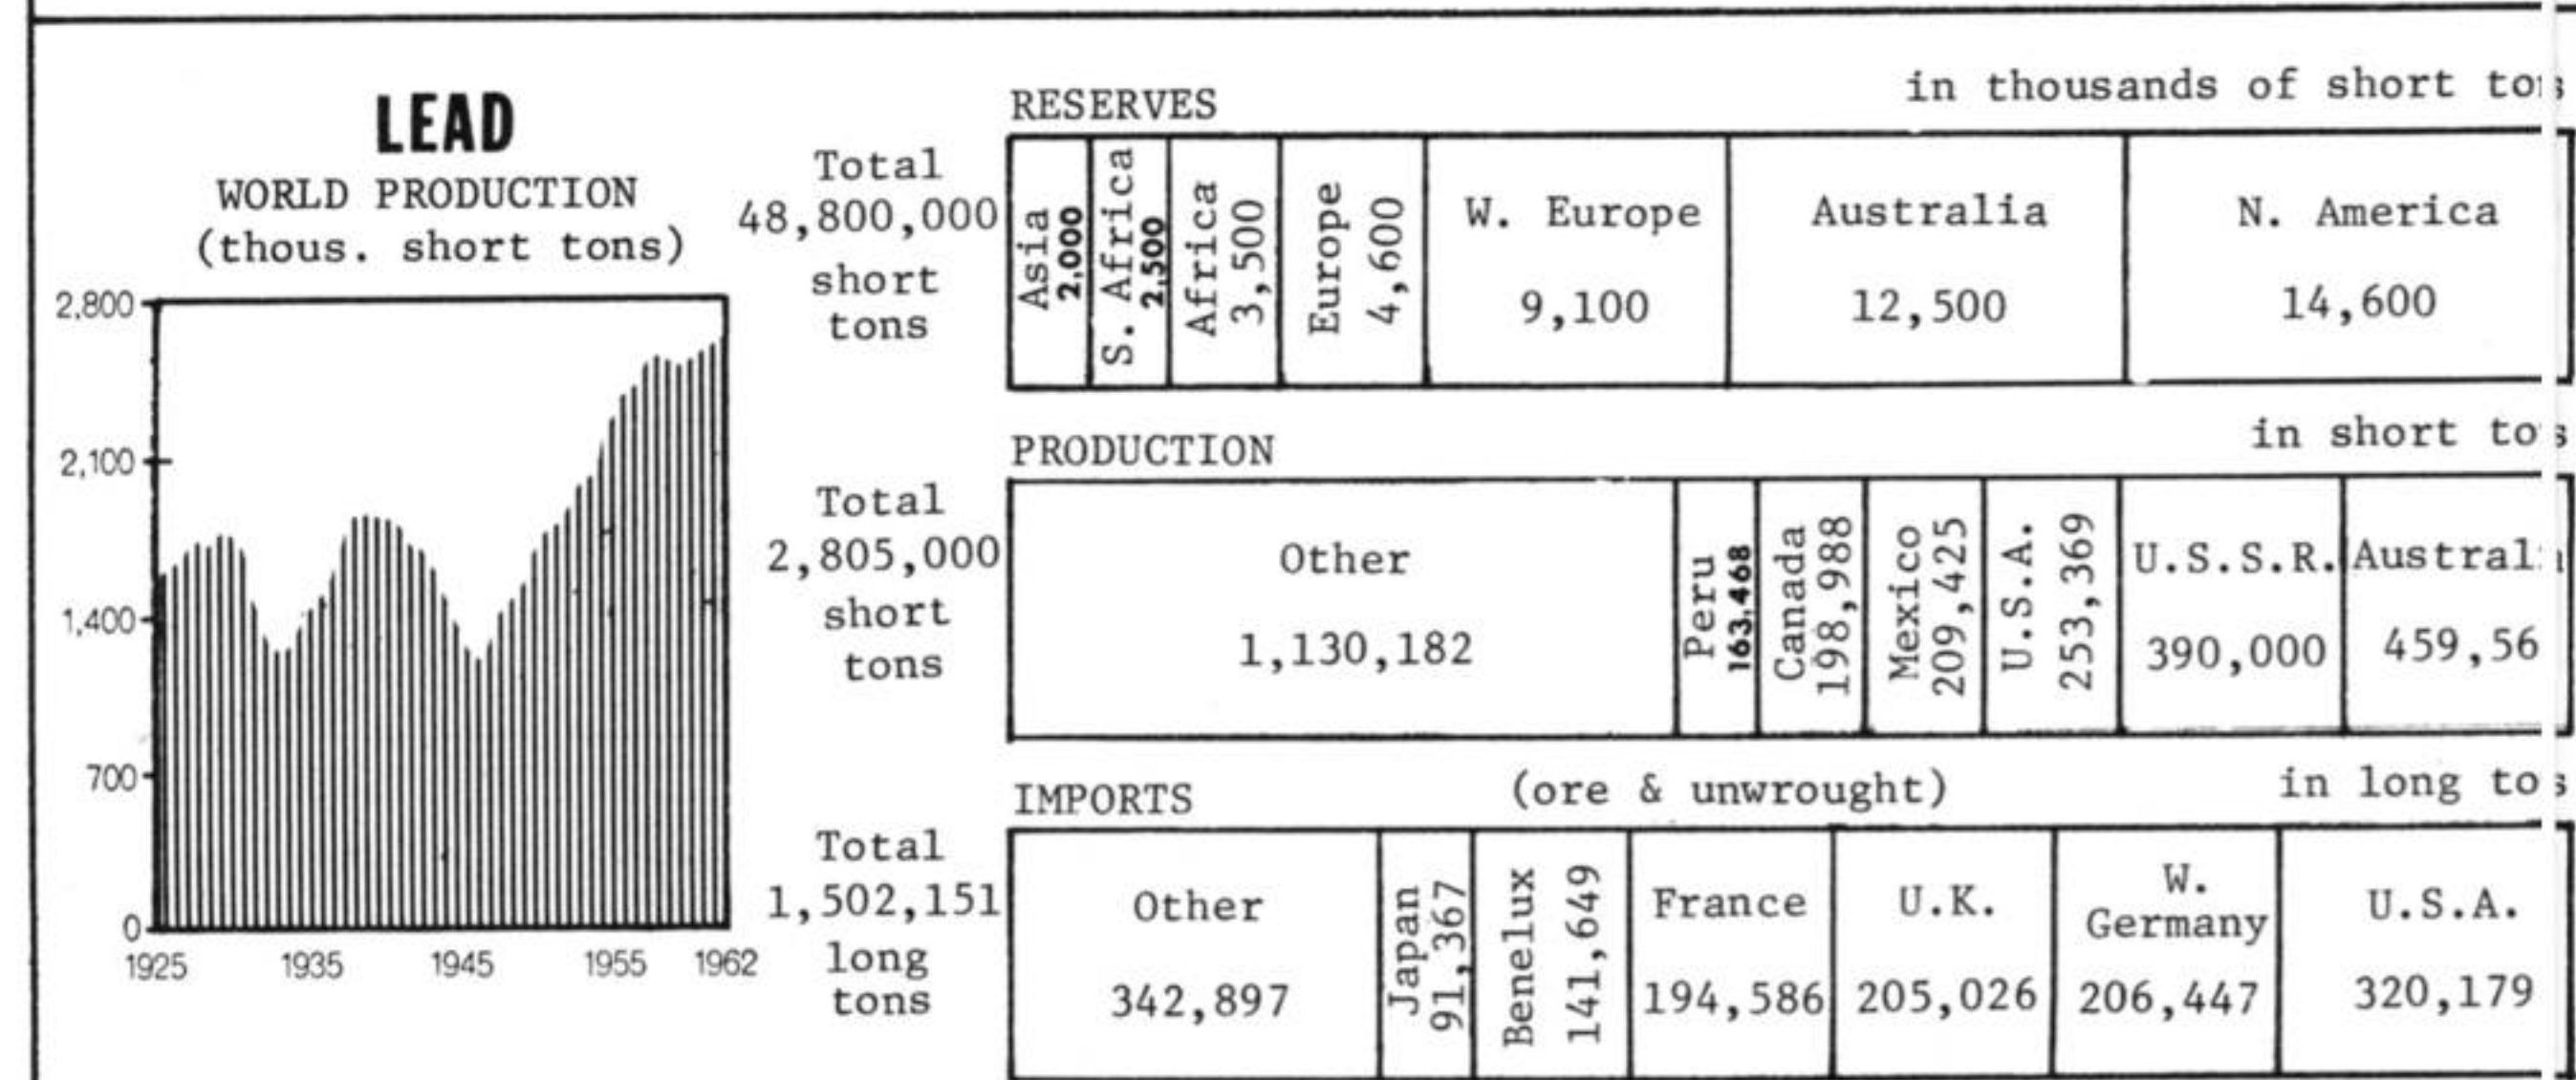 LEAD
WORLD PRODUCTION
(thous. short tons)
2,800
2,100
1,400
700
0
1925 1935 1945 1955 1962
RESERVES in thousands of short
Total
48,800,000
short
tons
Asia
2,000
S. Africa
2,500
Africa
3,500
Europe
4,600
W. Europe
9,100
Australia
12,500
N. America
14,600
PRODUCTION in short
Total
2,805,000
short
tons
Other
1,130,182
Peru
163,468
Canada
198,988
Mexico
209,425
U.S.A.
253,369
U.S.S.R.
390,000
Austral
459,56
IMPORTS (ore & unwrought) in long
Total
1,502,151
long
tons
Other
342,897
Japan
91,367
Benelux
141,649
France
194,586
U.K.
205,026
W.
Germany
206,447
U.S.A.
320,179